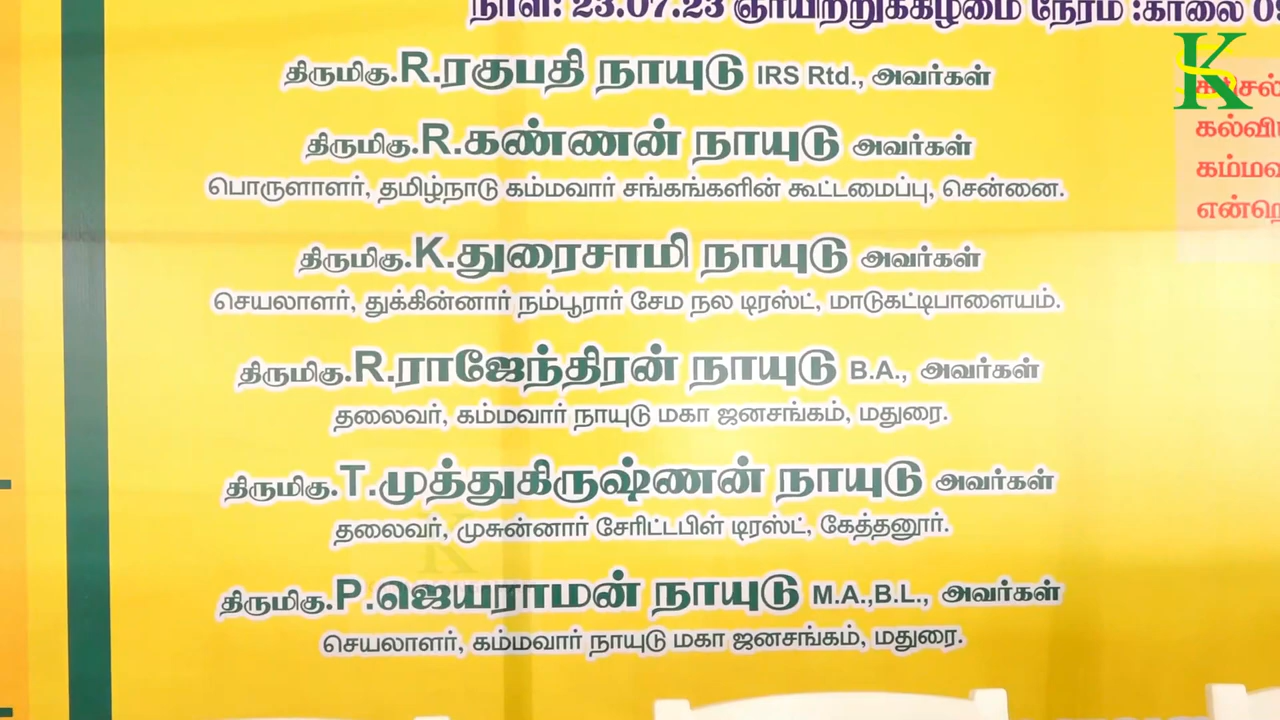 நாள்: 23.07.23 ஞாயிற்றுக்கிழமை நேரம் :காலை
திருமிகு.R.ரகுபதி நாயுடு IRS Rtd., அவர்கள்
திருமிகு.R.கண்ணன் நாயுடு அவர்கள்
பொருளாளர், தமிழ்நாடு கம்மவார் சங்கங்களின் கூட்டமைப்பு, சென்னை.
திருமிகு.K.துரைசாமி நாயுடு அவர்கள்
செயலாளர், துக்கின்னார் நம்பூரார் சேம நல டிரஸ்ட், மாடுகட்டிபாளையம்.
திருமிகு.R.ராஜேந்திரன் நாயுடு B.A., அவர்கள்
தலைவர், கம்மவார் நாயுடு மகா ஜனசங்கம், மதுரை.
திருமிகு.T.முத்துகிருஷ்ணன் நாயுடு அவர்கள்
தலைவர், முசுன்னார் சேரிட்டபிள் டிரஸ்ட், கேத்தனூர்.
திருமிகு.P.ஜெயராமன் நாயுடு M.A.,B.L., அவர்கள்
செயலாளர், கம்மவார் நாயுடு மகா ஜனசங்கம், மதுரை.